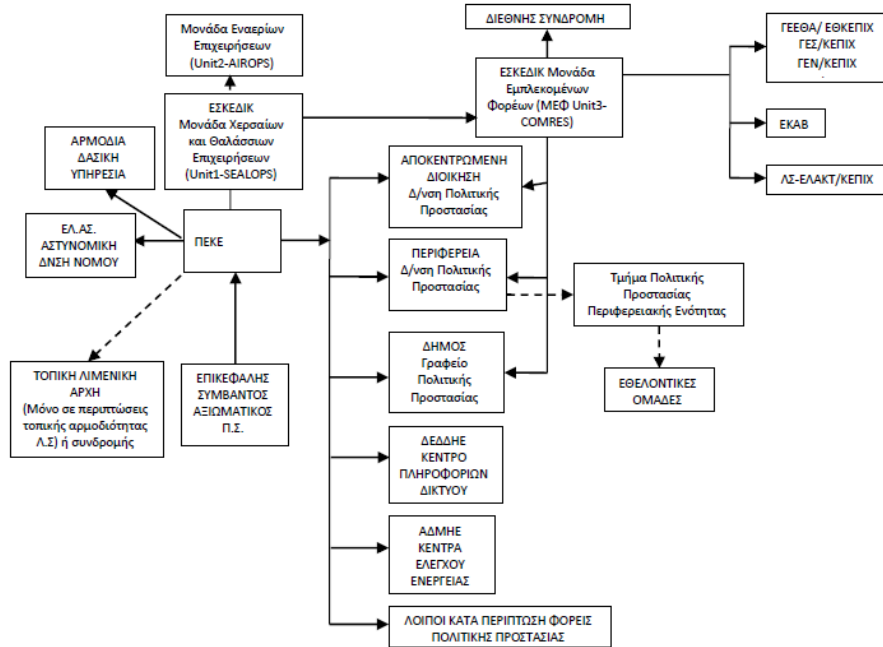 Μονάδα Εναερίων
Επιχειρήσεων
(Unit2-AIROPS)
ΔΙΕΘΝΗΣ ΣΥΝΔΡΟΜΗ
ΓΕΕΘΑ/ ΕΘΚΕΠΙΧ
ΓΕΣ/ΚΕΠΙΧ
ΓΕΝ/ΚΕΠΙΧ
.
ΕΣΚΕΔΙΚ Μονάδα
Εμπλεκομένων
Φορέων (ΜΕΦ Unit3-
COMRES)
ΕΣΚΕΔΙΚ
Μονάδα Χερσαίων
και Θαλάσσιων
Επιχειρήσεων
(Unit1-SEALOPS)
ΕΚΑΒ
ΑΡΜΟΔΙΑ
ΔΑΣΙΚΗ
ΥΠΗΡΕΣΙΑ
ΑΠΟΚΕΝΤΡΩΜΕΝΗ
ΔΙΟΙΚΗΣΗ
Δ/νση Πολιτικής
Προστασίας
ΛΣ-ΕΛΑΚΤ/ΚΕΠΙΧ
ΕΛ.ΑΣ.
ΑΣΤΥΝΟΜΙΚΗ
ΔΝΣΗ ΝΟΜΟΥ
ΠΕΚΕ
ΠΕΡΙΦΕΡΕΙΑ
Δ/νση Πολιτικής
Προστασίας
Τμήμα Πολιτικής
Προστασίας
Περιφερειακής Ενότητας
ΤΟΠΙΚΗ ΛΙΜΕΝΙΚΗ
ΑΡΧΗ
(Μόνο σε περιπτώσεις
τοπικής αρμοδιότητας
Λ.Σ) ή συνδρομής
ΕΠΙΚΕΦΑΛΗΣ
ΣΥΜΒΑΝΤΟΣ
ΑΞΙΩΜΑΤΙΚΟΣ
Π.Σ.
ΔΗΜΟΣ
Γραφείο
Πολιτικής
Προστασίας
ΕΘΕΛΟΝΤΙΚΕΣ
ΟΜΑΔΕΣ
ΔΕΔΔΗΕ
ΚΕΝΤΡΟ
ΠΛΗΡΟΦΟΡΙΩΝ
ΔΙΚΤΥΟΥ
ΑΔΜΗΕ
ΚΕΝΤΡΑ
ΕΛΕΓΧΟΥ
ΕΝΕΡΓΕΙΑΣ
ΛΟΙΠΟΙ ΚΑΤΑ ΠΕΡΙΠΤΩΣΗ ΦΟΡΕΙΣ
ΠΟΛΙΤΙΚΗΣ ΠΡΟΣΤΑΣΙΑΣ